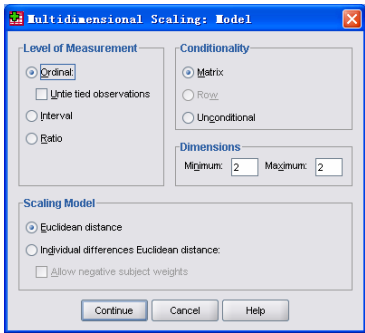 Multidimensional Scaling: Model
Level of Measurement
Ordinal:
Untie tied observations
Interval
Ratio
Conditionality
Matrix
Row
Unconditional
Dimensions
Minimum: 2 Maximum: 2
Scaling Model
Euclidean distance
Individual differences Euclidean distance:
Allow negative subject weights
Continue Cancel Help